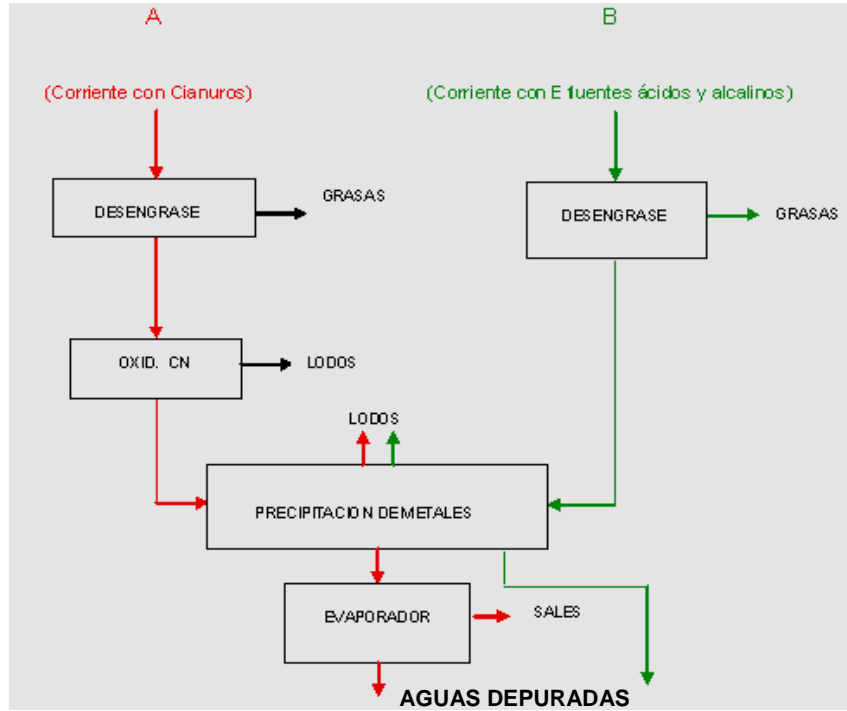 A
B
(Corriente con Cianuros)
(Corriente con Efluentes ácidos y alcalinos)
DESENGRASE
GRASAS
DESENGRASE
GRASAS
OXID. CN
LODOS
LODOS
PRECIPITACION DEMETALES
EVAPORADOR
SALES
AGUAS DEPURADAS